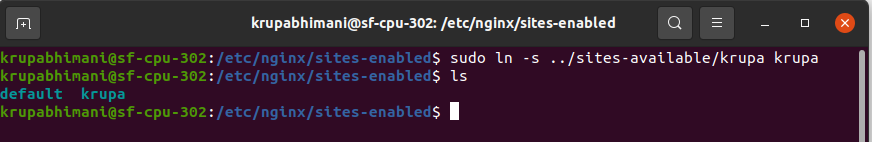 krupabhimani@sf-cpu-302: /etc/nginx/sites-enabled
krupabhimani@sf-cpu-302:/etc/nginx/sites-enabled$ sudo ln -s ../sites-available/krupa krupa
krupabhimani@sf-cpu-302:/etc/nginx/sites-enabled$ ls
default  krupa
krupabhimani@sf-cpu-302:/etc/nginx/sites-enabled$